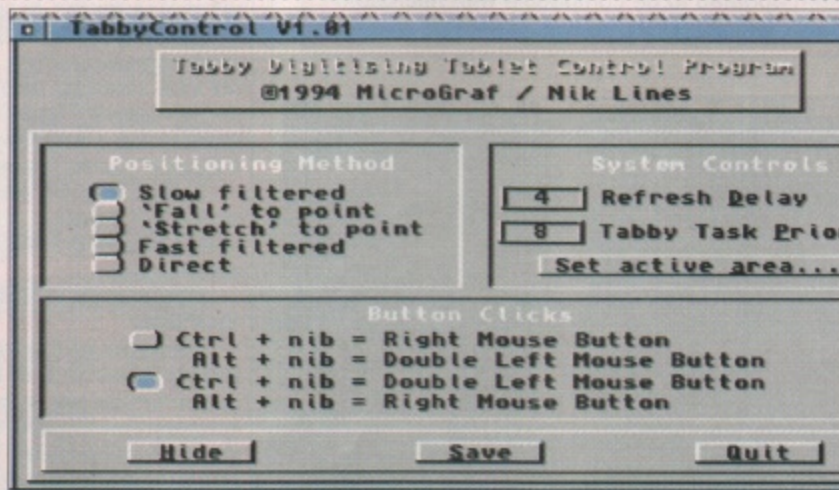 TabbyControl V1.01
Tabby Digitising Tablet Control Program
©1994 MicroGraf / Nik Lines
Positioning Method
Slow filtered
'Fall' to point
'Stretch' to point
Fast filtered
Direct
System Controls
4 Refresh Delay
8 Tabby Task Prio
Set active area...
Button Clicks
Ctrl + nib = Right Mouse Button
Alt + nib = Double Left Mouse Button
Ctrl + nib = Double Left Mouse Button
Alt + nib = Right Mouse Button
Hide Save Quit